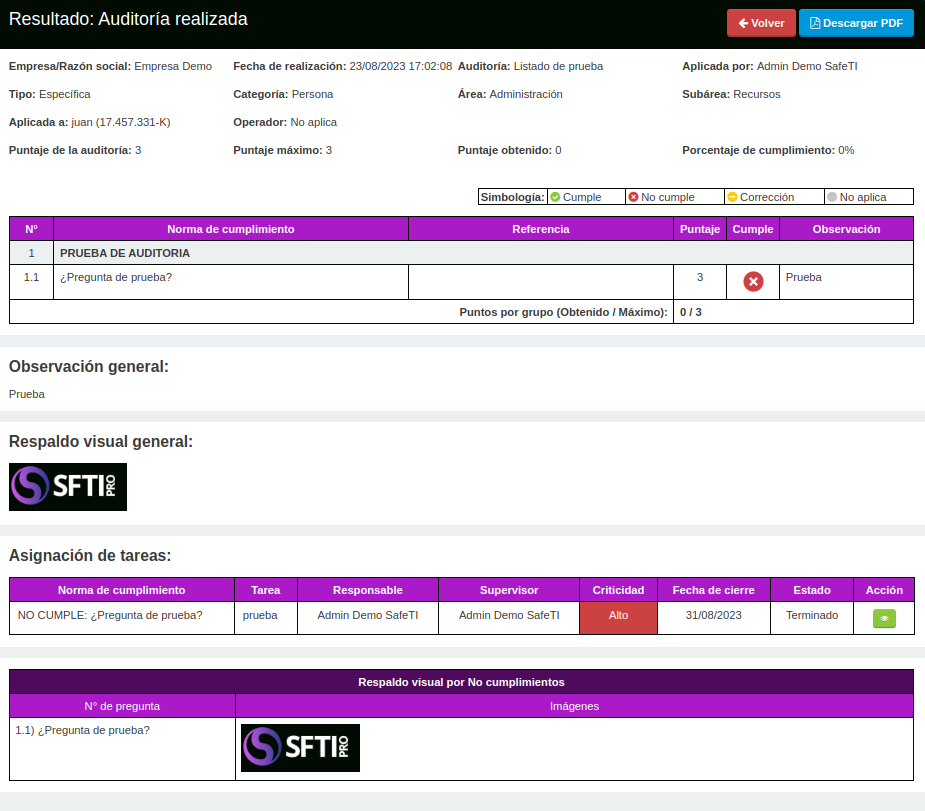 Resultado: Auditoría realizada
Volver
Descargar PDF
Empresa/Razón social: Empresa Demo Fecha de realización: 23/08/2023 17:02:08 Auditoría: Listado de prueba Aplicada por: Admin Demo SafeTI
Tipo: Específica Categoría: Persona Área: Administración Subárea: Recursos
Aplicada a: juan (17.457.331-K) Operador: No aplica
Puntaje de la auditoría: 3 Puntaje máximo: 3 Puntaje obtenido: 0 Porcentaje de cumplimiento: 0%
Simbología: Cumple No cumple Corrección No aplica
N° Norma de cumplimiento Referencia Puntaje Cumple Observación
1 PRUEBA DE AUDITORIA
1.1 ¿Pregunta de prueba? 3 Prueba
Puntos por grupo (Obtenido / Máximo): 0 / 3
Observación general:
Prueba
Respaldo visual general:
SFTI PRO
Asignación de tareas:
Norma de cumplimiento Tarea Responsable Supervisor Criticidad Fecha de cierre Estado Acción
NO CUMPLE: ¿Pregunta de prueba? prueba Admin Demo SafeTI Admin Demo SafeTI Alto 31/08/2023 Terminado
Respaldo visual por No cumplimientos
N° de pregunta Imágenes
1.1) ¿Pregunta de prueba?
SFTI PRO